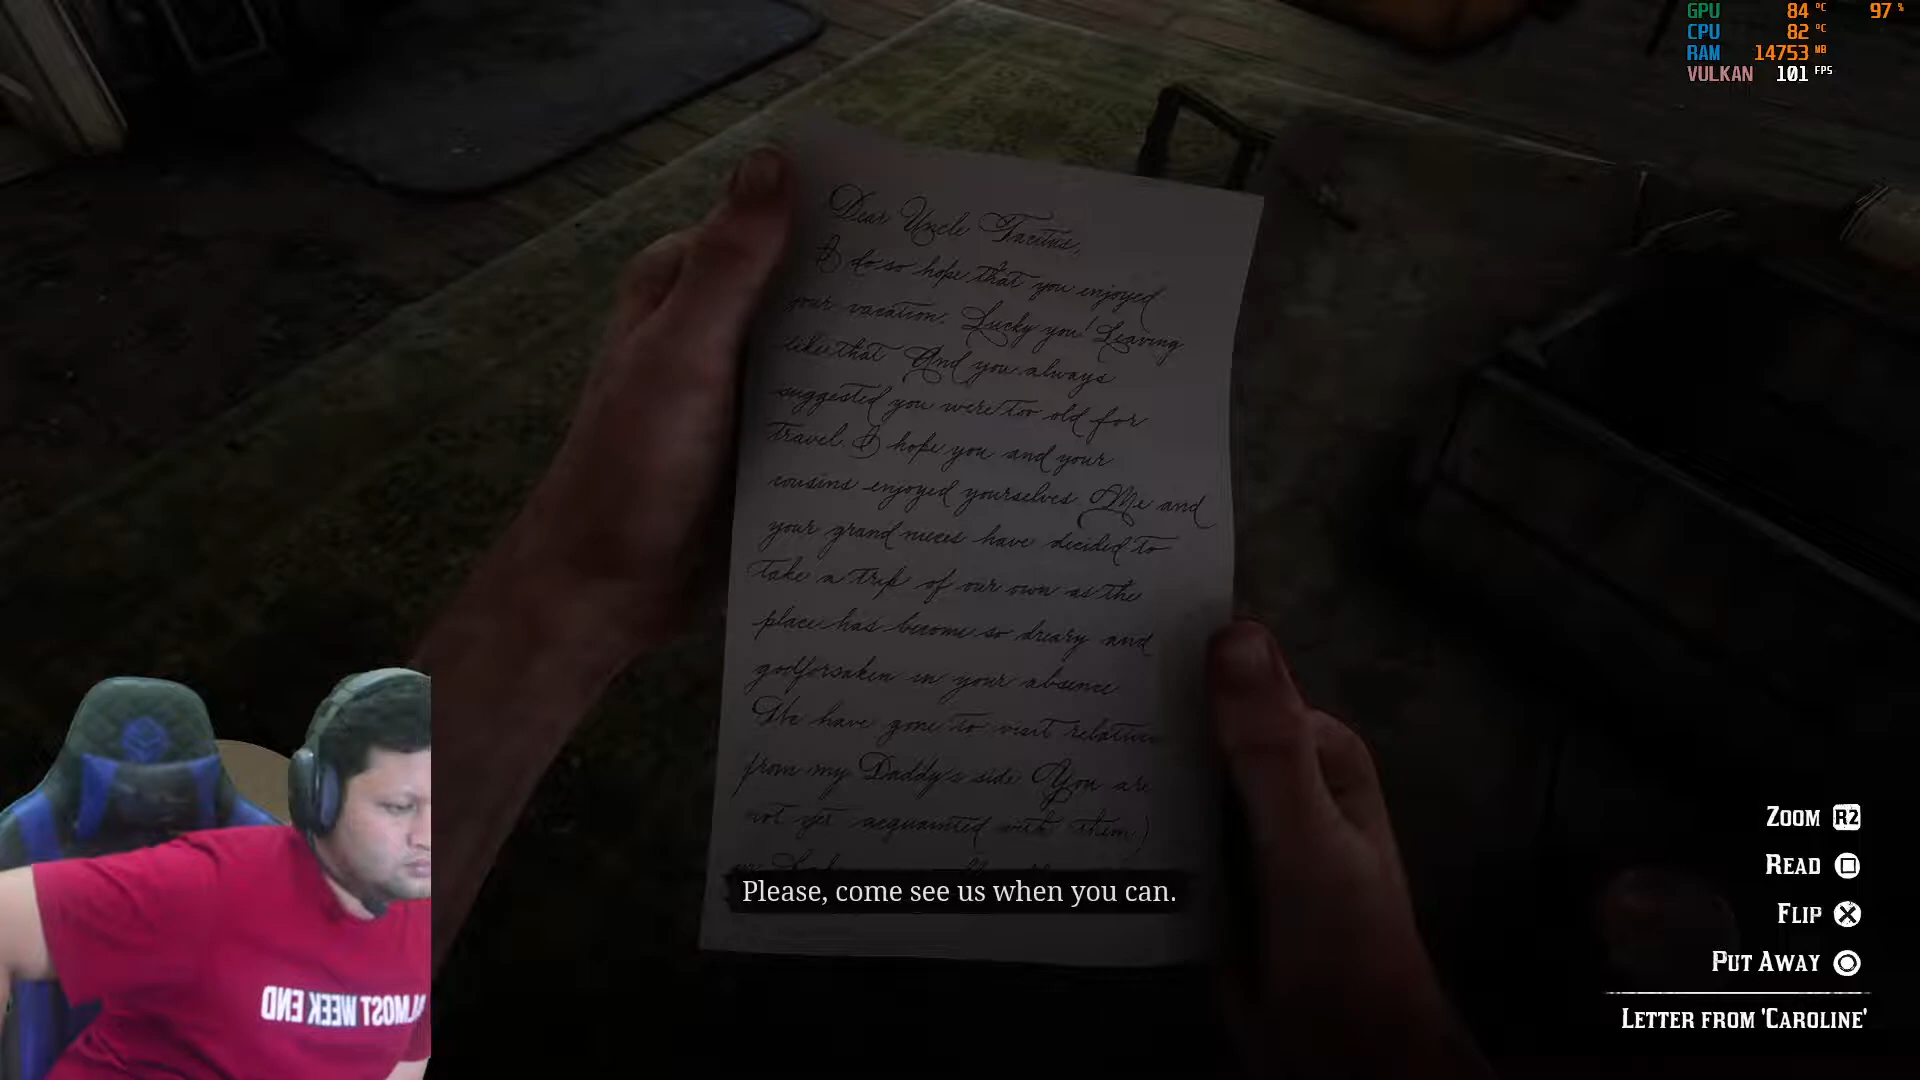 GPU 84 °C 97 %
CPU 82 °C
RAM 14753 MB
VULKAN 101 FPS
Dear Uncle Tacitus,
I do so hope that you enjoyed
your vacation. Lucky you! Leaving
like that And you always
suggested you were too old for
travel. I hope you and your
cousins enjoyed yourselves. Me and
your grand nieces have decided to
take a trip of our own as the
place has become so dreary and
godforsaken in your absence
We have gone to visit relatives
from my Daddy's side You are
not yet acquainted with them)
Please, come see us when you can.
ZOOM R2
READ
FLIP
PUT AWAY
LETTER FROM 'CAROLINE'
ALMOST WEEK END